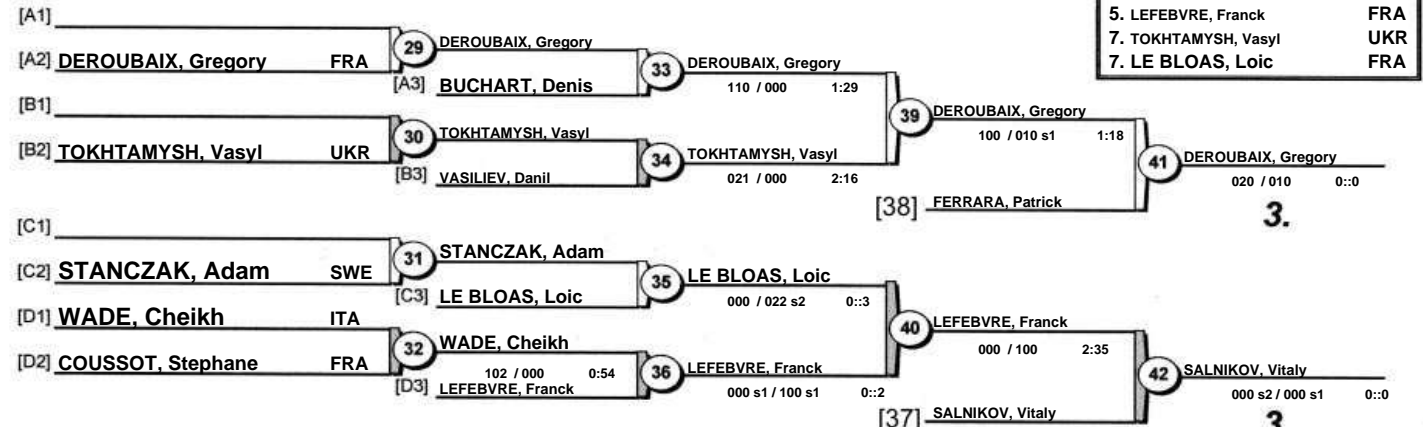 5. LEFEBVRE, Franck FRA
7. TOKHTAMYSH, Vasyl UKR
7. LE BLOAS, Loic FRA
[A1]
[A2] DEROUBAIX, Gregory FRA
29
DEROUBAIX, Gregory
[A3] BUCHART, Denis
33
DEROUBAIX, Gregory
110 / 000 1:29
[B1]
[B2] TOKHTAMYSH, Vasyl UKR
30
TOKHTAMYSH, Vasyl
[B3] VASILIEV, Danil
34
TOKHTAMYSH, Vasyl
021 / 000 2:16
39
DEROUBAIX, Gregory
100 / 010 s1 1:18
[38] FERRARA, Patrick
41
DEROUBAIX, Gregory
020 / 010 0::0
3.
[C1]
[C2] STANCZAK, Adam SWE
31
STANCZAK, Adam
[C3] LE BLOAS, Loic
35
LE BLOAS, Loic
000 / 022 s2 0::3
[D1] WADE, Cheikh ITA
[D2] COUSSOT, Stephane FRA
32
WADE, Cheikh
102 / 000 0:54
[D3] LEFEBVRE, Franck
36
LEFEBVRE, Franck
000 s1 / 100 s1 0::2
40
LEFEBVRE, Franck
000 / 100 2:35
[37] SALNIKOV, Vitaly
42
SALNIKOV, Vitaly
000 s2 / 000 s1 0::0
3.